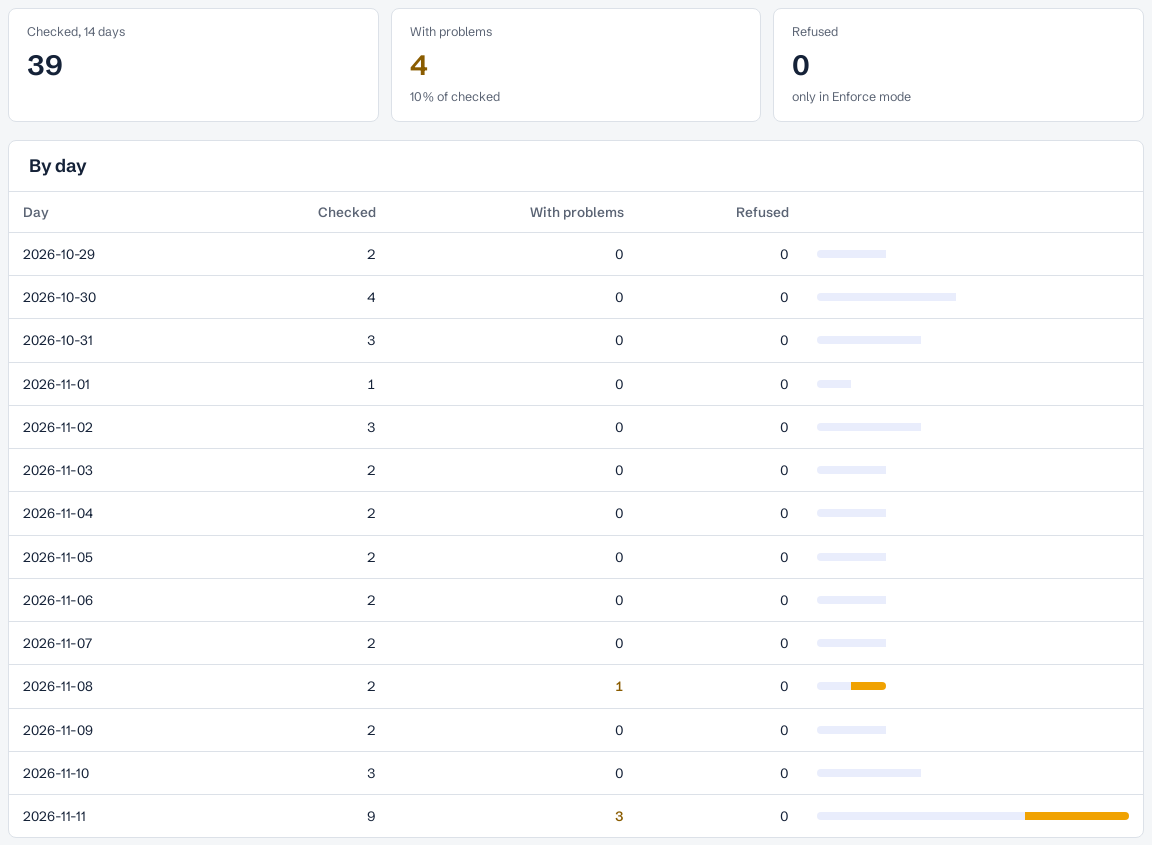 Checked, 14 days
39
With problems
4
10% of checked
Refused
0
only in Enforce mode
By day
Day Checked With problems Refused
2026-10-29 2 0 0
2026-10-30 4 0 0
2026-10-31 3 0 0
2026-11-01 1 0 0
2026-11-02 3 0 0
2026-11-03 2 0 0
2026-11-04 2 0 0
2026-11-05 2 0 0
2026-11-06 2 0 0
2026-11-07 2 0 0
2026-11-08 2 1 0
2026-11-09 2 0 0
2026-11-10 3 0 0
2026-11-11 9 3 0